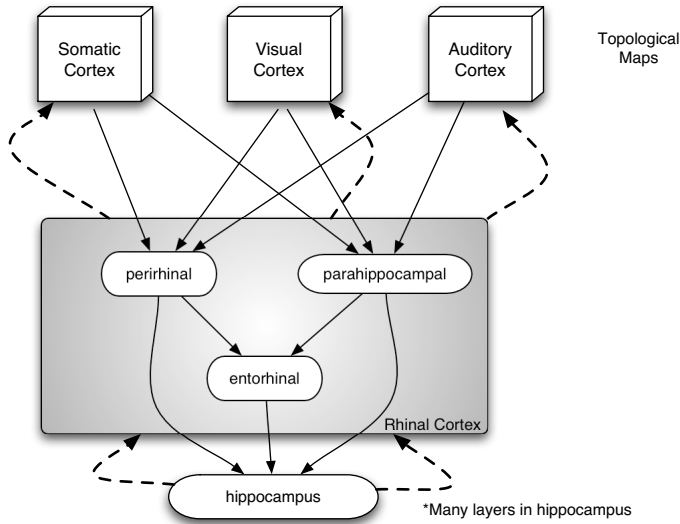 Somatic
Cortex
Visual
Cortex
Auditory
Cortex
Topological
Maps
perirhinal
parahippocampal
entorhinal
Rhinal Cortex
hippocampus
*Many layers in hippocampus